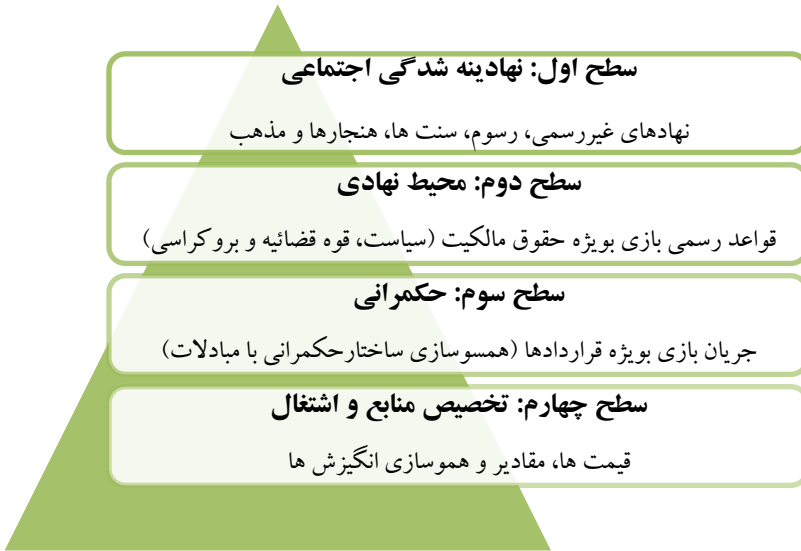 سطح اول: نهادینه شدگی اجتماعی
نهادهای غیررسمی، رسوم، سنت ها، هنجارها و مذهب
سطح دوم: محیط نهادی
قواعد رسمی بازی بویژه حقوق مالکیت (سیاست، قوه قضائیه و بروکراسی)
سطح سوم: حکمرانی
جریان بازی بویژه قراردادها (همسوسازی ساختارحکمرانی با مبادلات)
سطح چهارم: تخصیص منابع و اشتغال
قیمت ها، مقادیر و هموسازی انگیزش ها